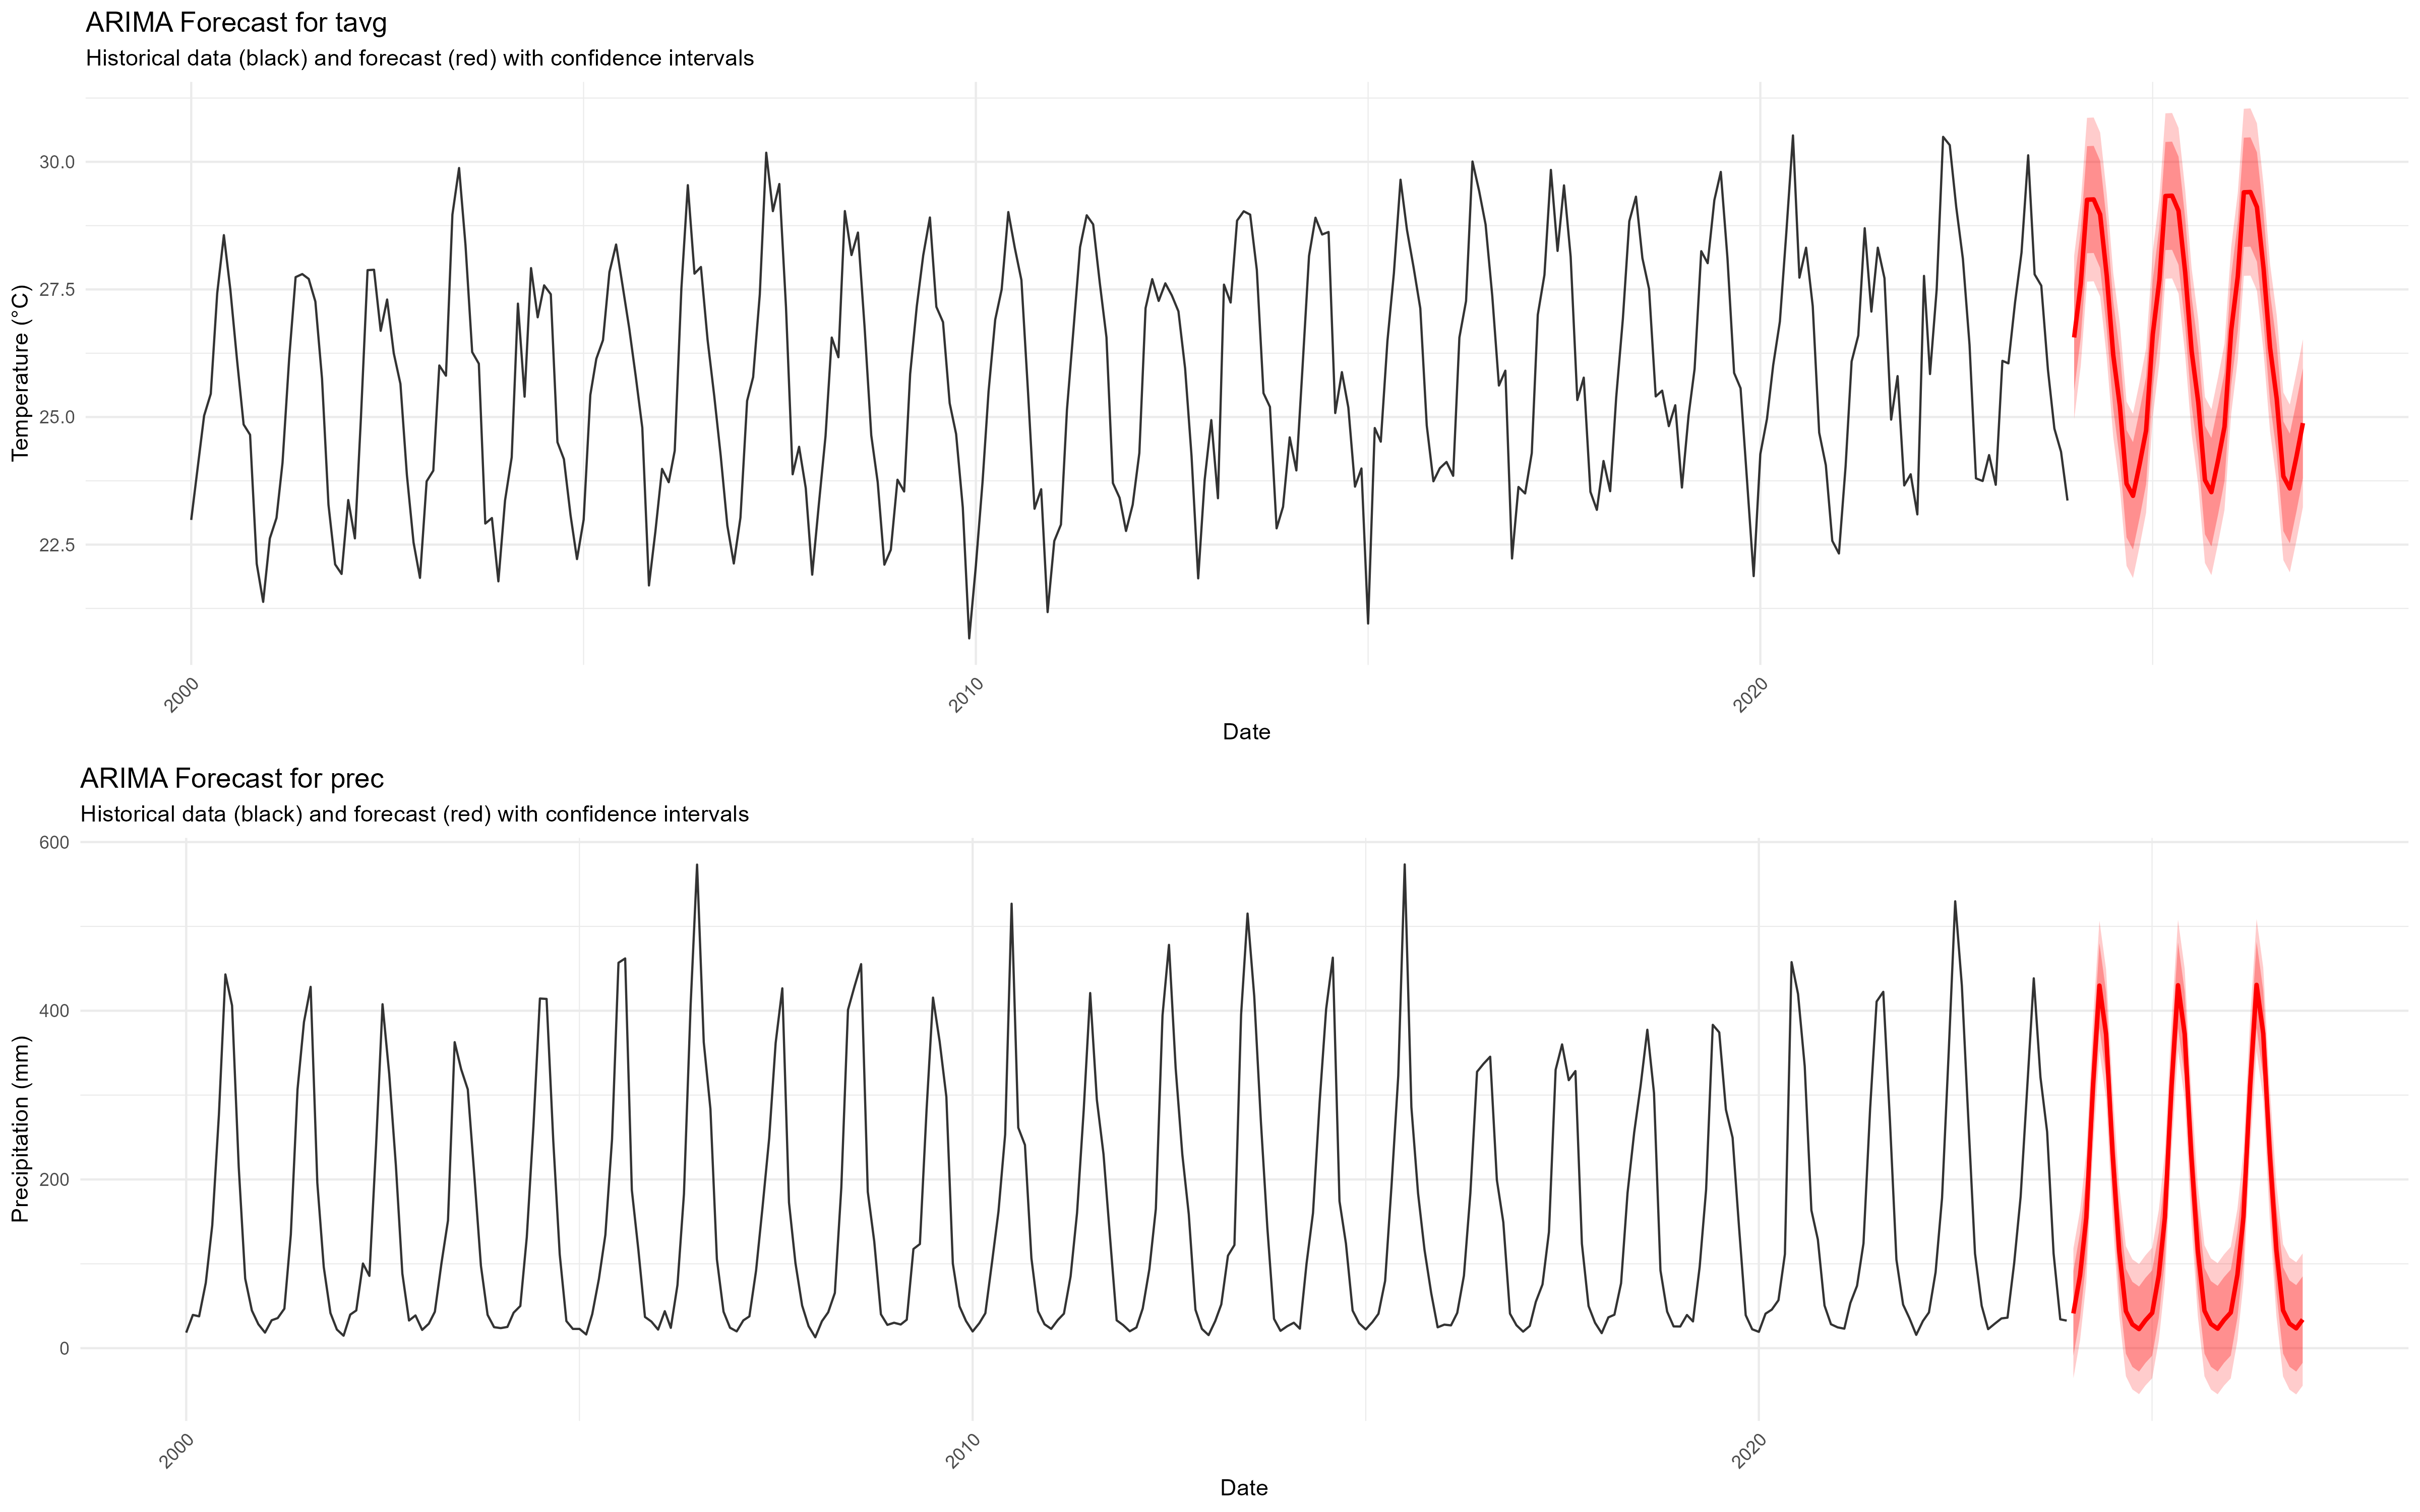 ARIMA Forecast for tavg
Historical data (black) and forecast (red) with confidence intervals
Temperature (°C)
30.0
27.5
25.0
22.5
2000
2010
2020
Date
ARIMA Forecast for prec
Historical data (black) and forecast (red) with confidence intervals
Precipitation (mm)
600
400
200
0
2000
2010
2020
Date